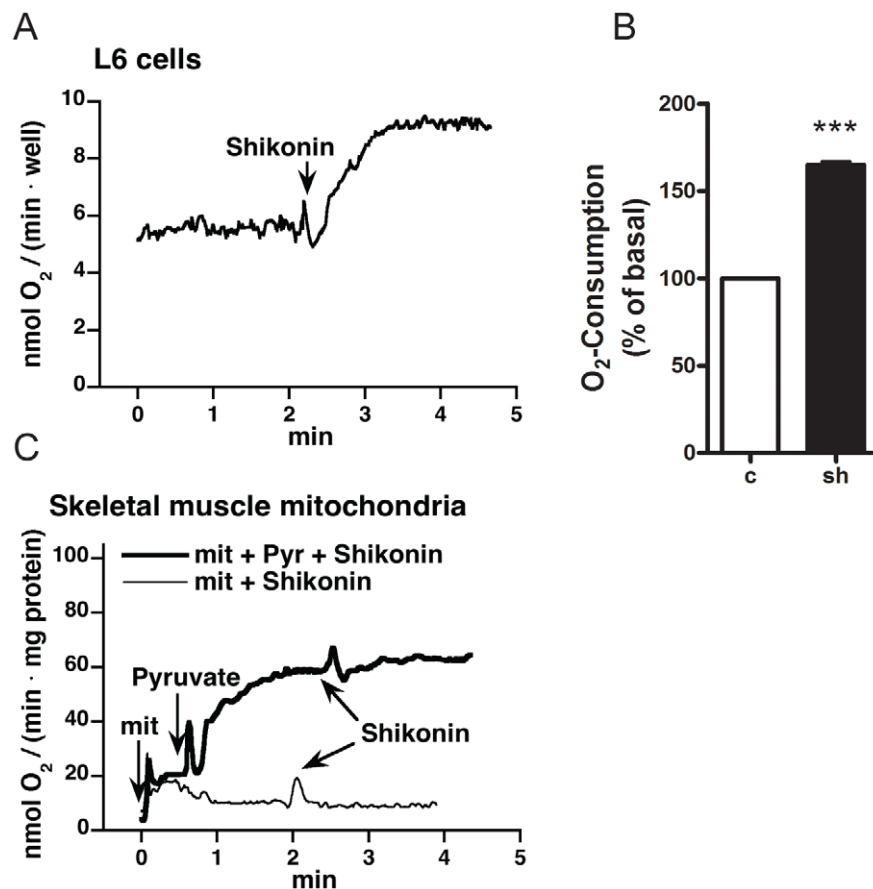 A
L6 cells
10
8
6
4
2
0
nmol O2 / (min · well)
Shikonin
0 1 2 3 4 5
min
B
200
150
100
50
0
O2-Consumption
(% of basal)
***
c sh
C
Skeletal muscle mitochondria
100
80
60
40
20
0
nmol O2 / (min · mg protein)
mit + Pyr + Shikonin
mit + Shikonin
Pyruvate
mit
Shikonin
0 1 2 3 4 5
min